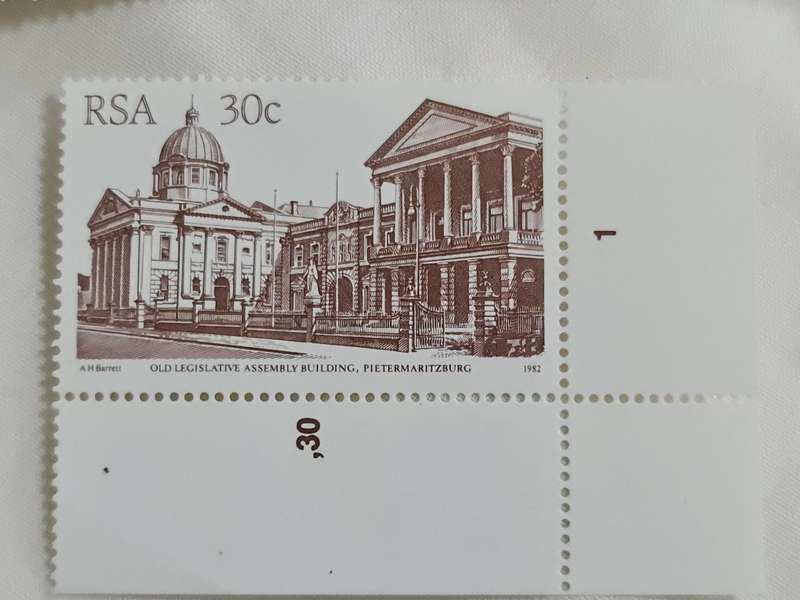 RSA 30c
1
A H Barrett OLD LEGISLATIVE ASSEMBLY BUILDING, PIETERMARITZBURG 1982
,30